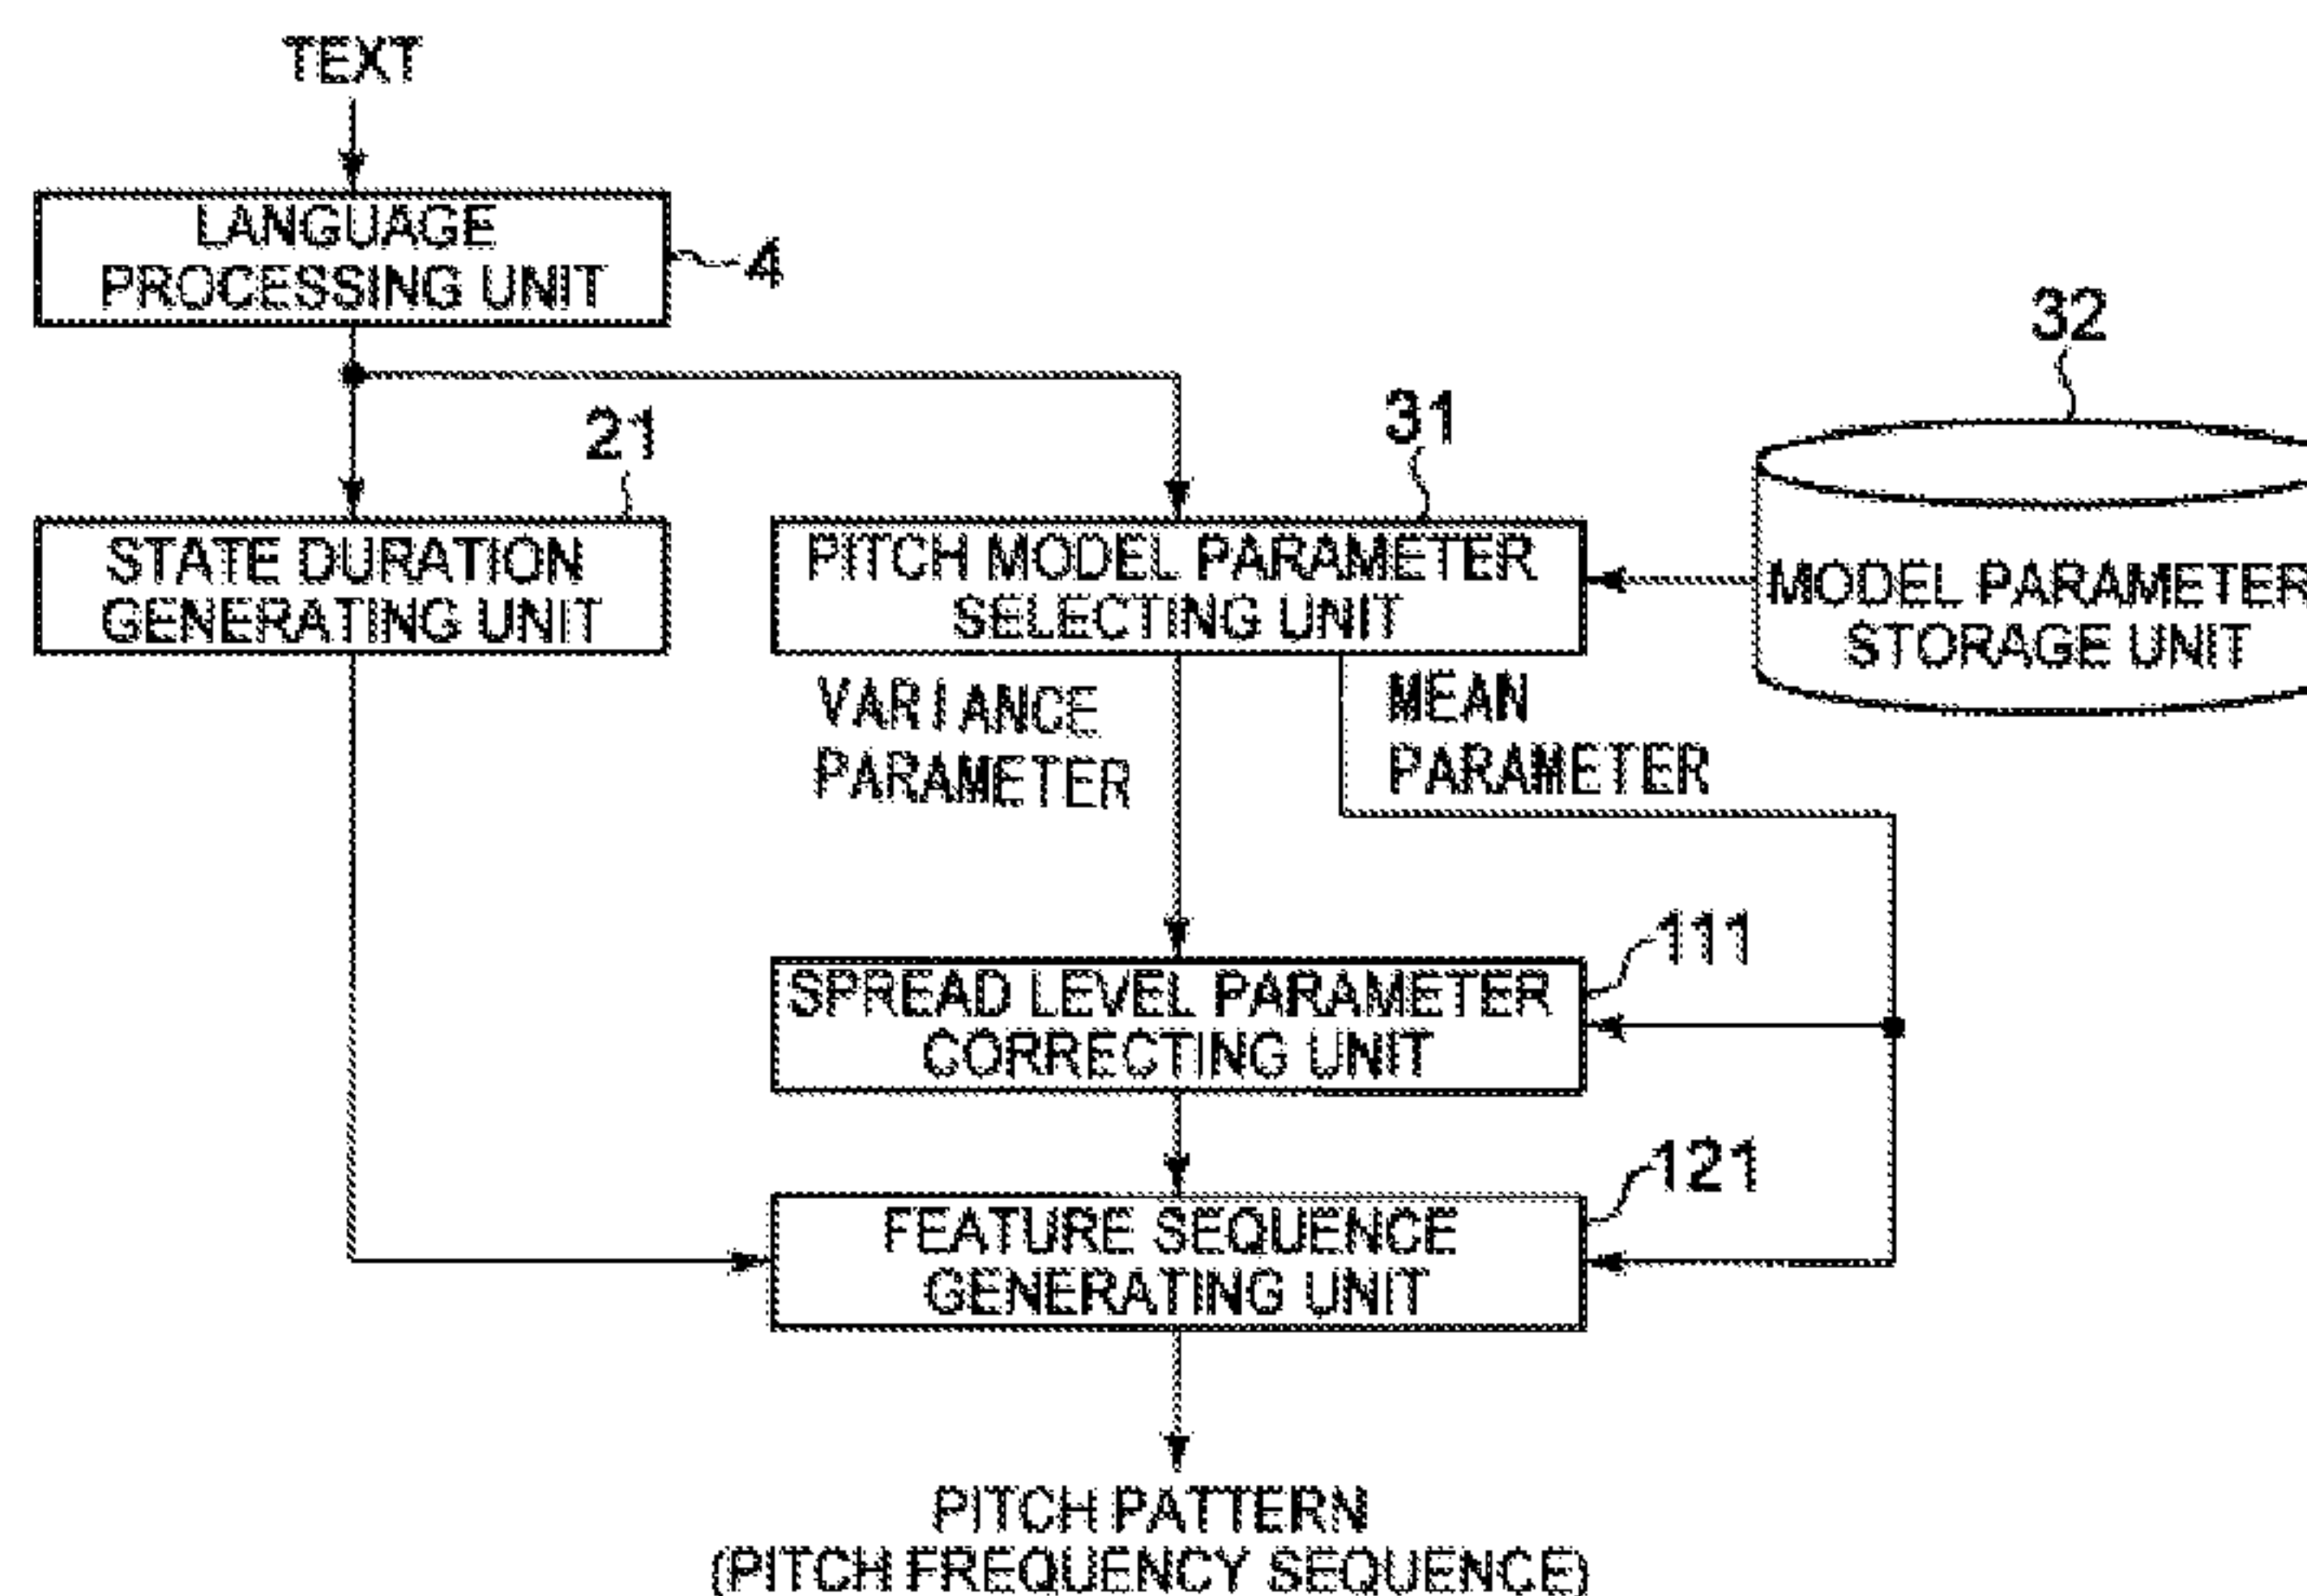 TEXT
LANGUAGE
PROCESSING UNIT
4
32
21
31
STATE DURATION
GENERATING UNIT
PITCH MODEL PARAMETER
SELECTING UNIT
MODEL PARAMETER
STORAGE UNIT
VARIANCE
PARAMETER
MEAN
PARAMETER
111
SPREAD LEVEL PARAMETER
CORRECTING UNIT
121
FEATURE SEQUENCE
GENERATING UNIT
PITCH PATTERN
(PITCH FREQUENCY SEQUENCE)